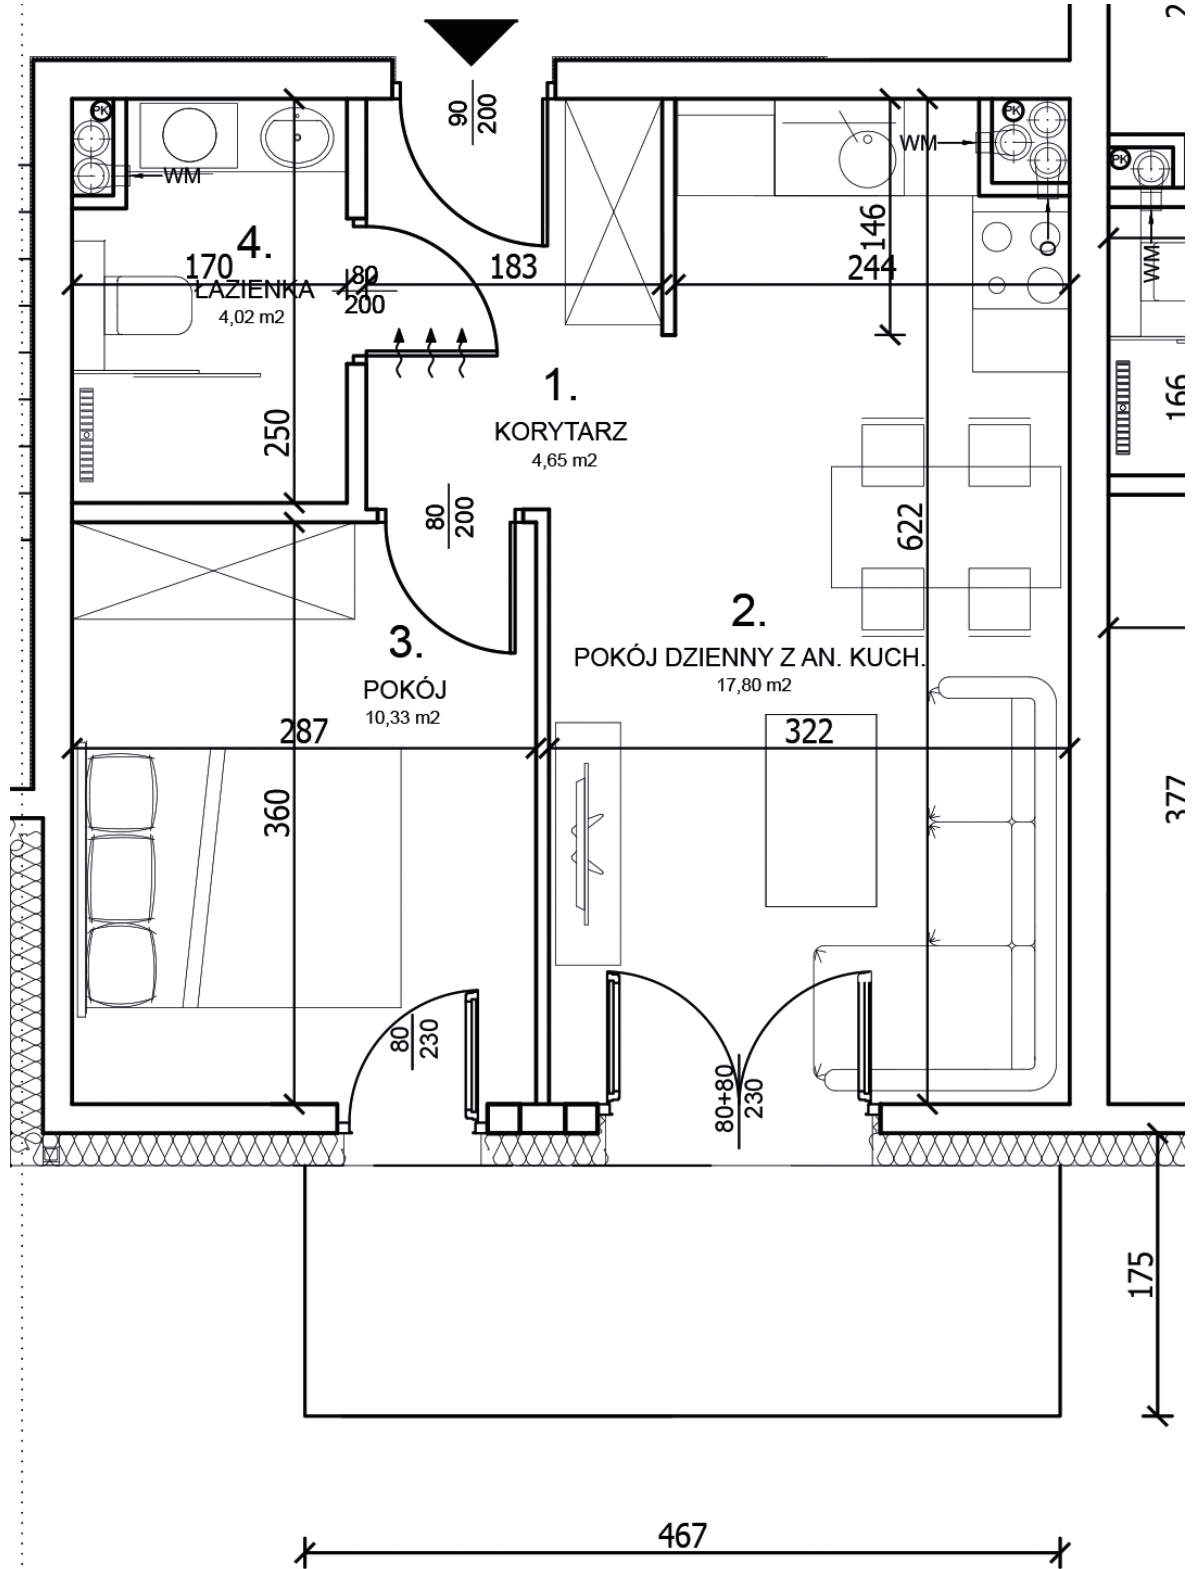 90
200
PK
PK
PK
WM
WM
WM
4.
170
ŁAZIENKA
4,02 m2
80
200
183
146
244
250
1.
KORYTARZ
4,65 m2
166
80
200
622
3.
POKÓJ
10,33 m2
2.
POKÓJ DZIENNY Z AN. KUCH.
17,80 m2
287
322
360
377
80
230
80+80
230
175
467